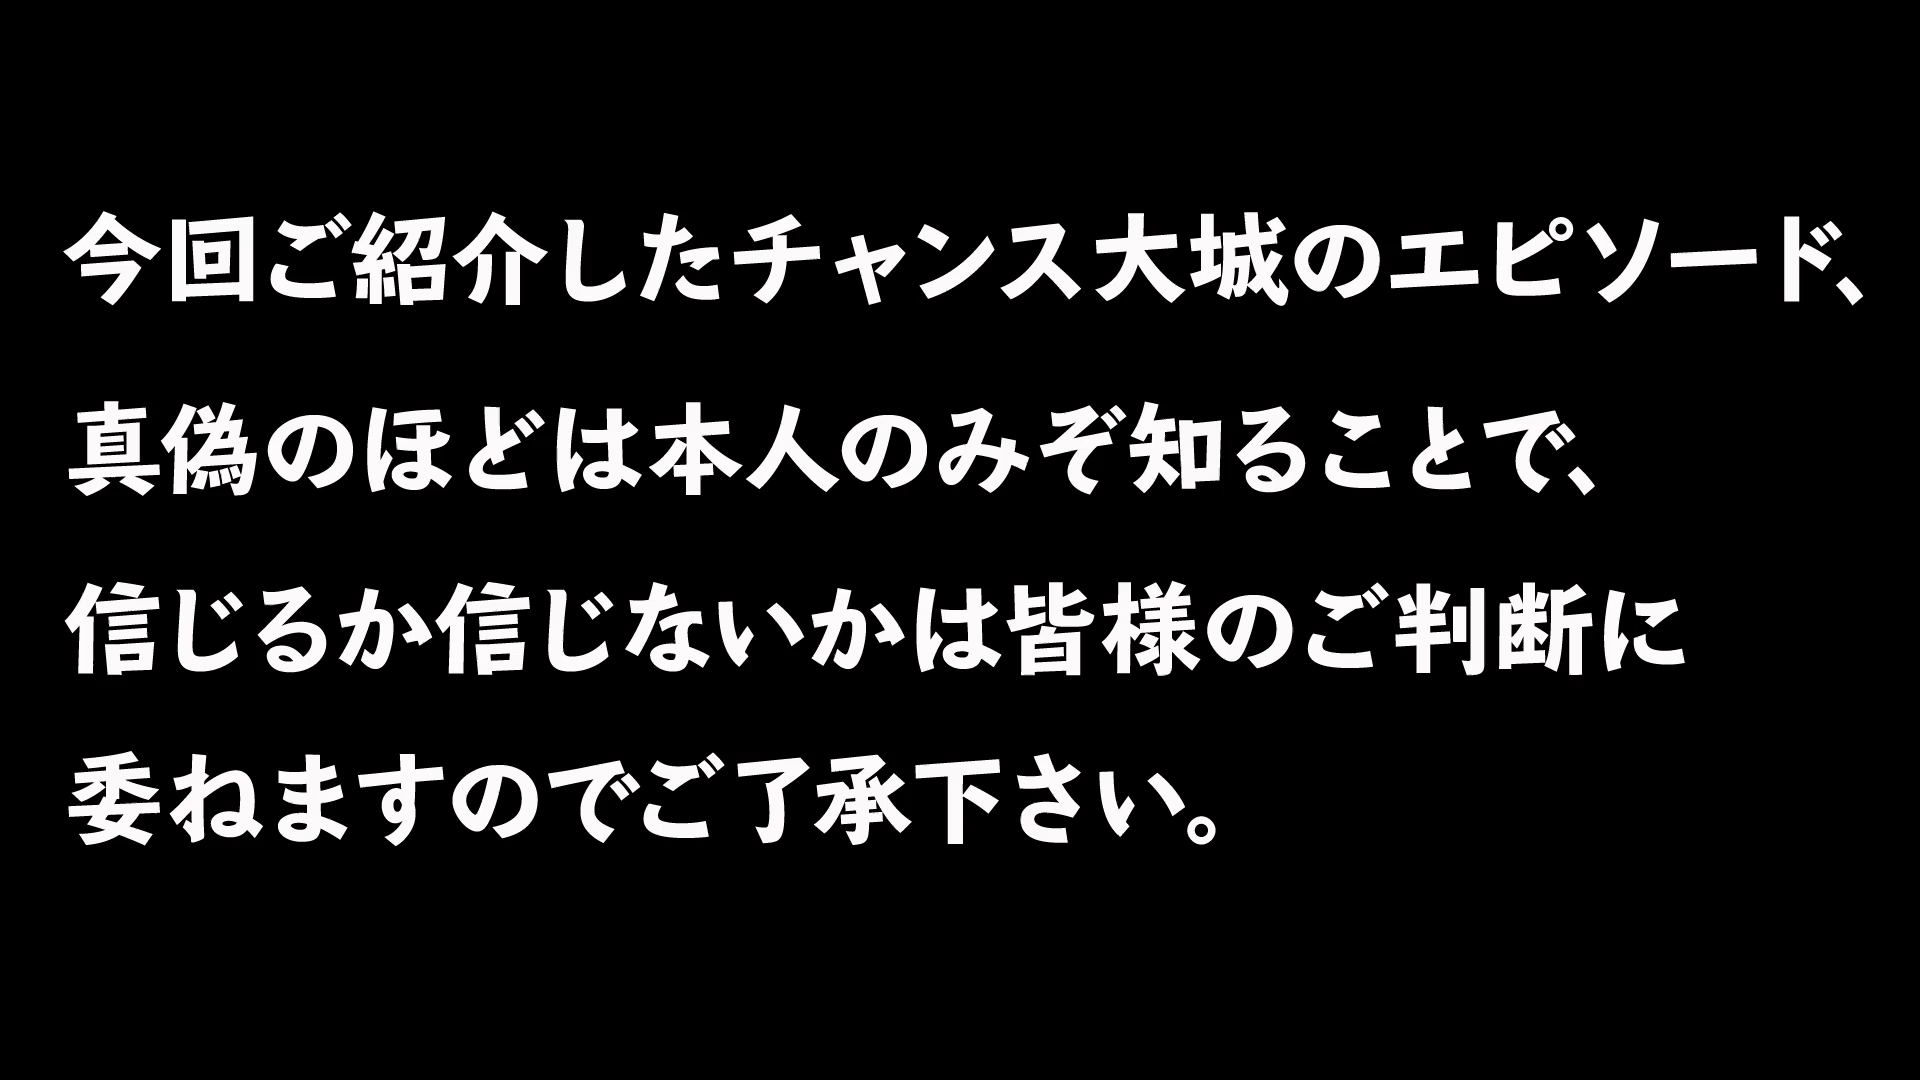 今回ご紹介したチャンス大城のエピソード、
真偽のほどは本人のみぞ知ることで、
信じるか信じないかは皆様のご判断に
委ねますのでご了承下さい。